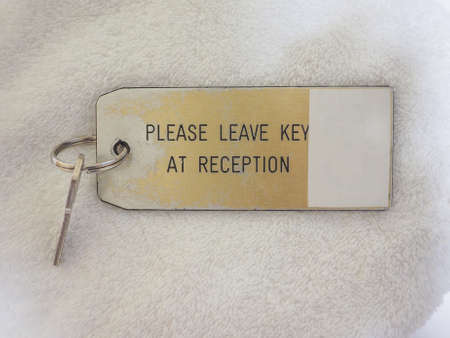 PLEASE LEAVE KEY
AT RECEPTION